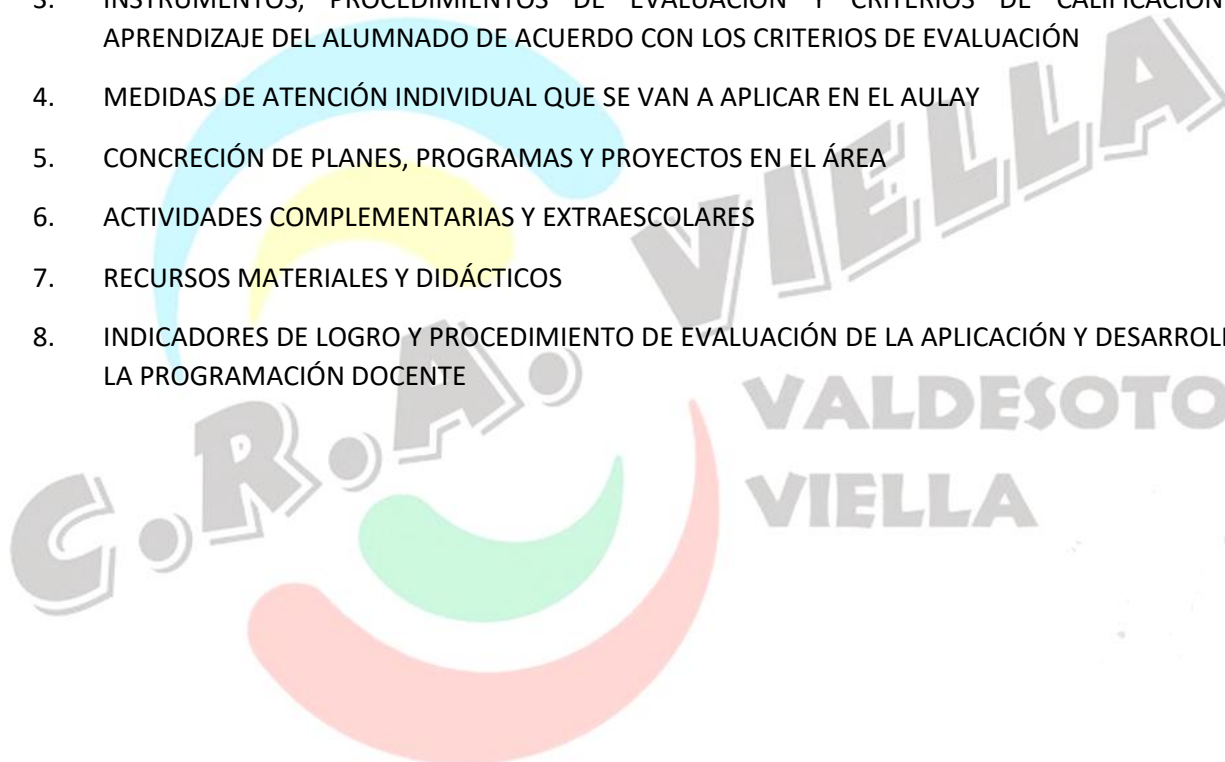 3. INSTRUMENTOS, PROCEDIMIENTOS DE EVALUACIÓN Y CRITERIOS DE CALIFICACIÓN
APRENDIZAJE DEL ALUMNADO DE ACUERDO CON LOS CRITERIOS DE EVALUACIÓN
4. MEDIDAS DE ATENCIÓN INDIVIDUAL QUE SE VAN A APLICAR EN EL AULAY
5. CONCRECIÓN DE PLANES, PROGRAMAS Y PROYECTOS EN EL ÁREA
6. ACTIVIDADES COMPLEMENTARIAS Y EXTRAESCOLARES
7. RECURSOS MATERIALES Y DIDÁCTICOS
8. INDICADORES DE LOGRO Y PROCEDIMIENTO DE EVALUACIÓN DE LA APLICACIÓN Y DESARROLL
LA PROGRAMACIÓN DOCENTE
C.R.A. VIELLA
VALDESOTO
VIELLA